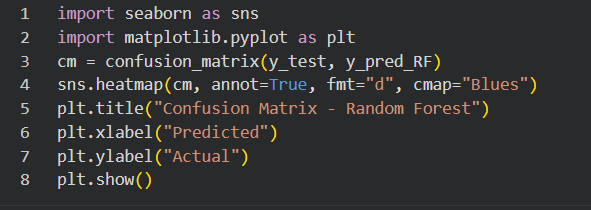 1 import seaborn as sns
2 import matplotlib.pyplot as plt
3 cm = confusion_matrix(y_test, y_pred_RF)
4 sns.heatmap(cm, annot=True, fmt="d", cmap="Blues")
5 plt.title("Confusion Matrix - Random Forest")
6 plt.xlabel("Predicted")
7 plt.ylabel("Actual")
8 plt.show()